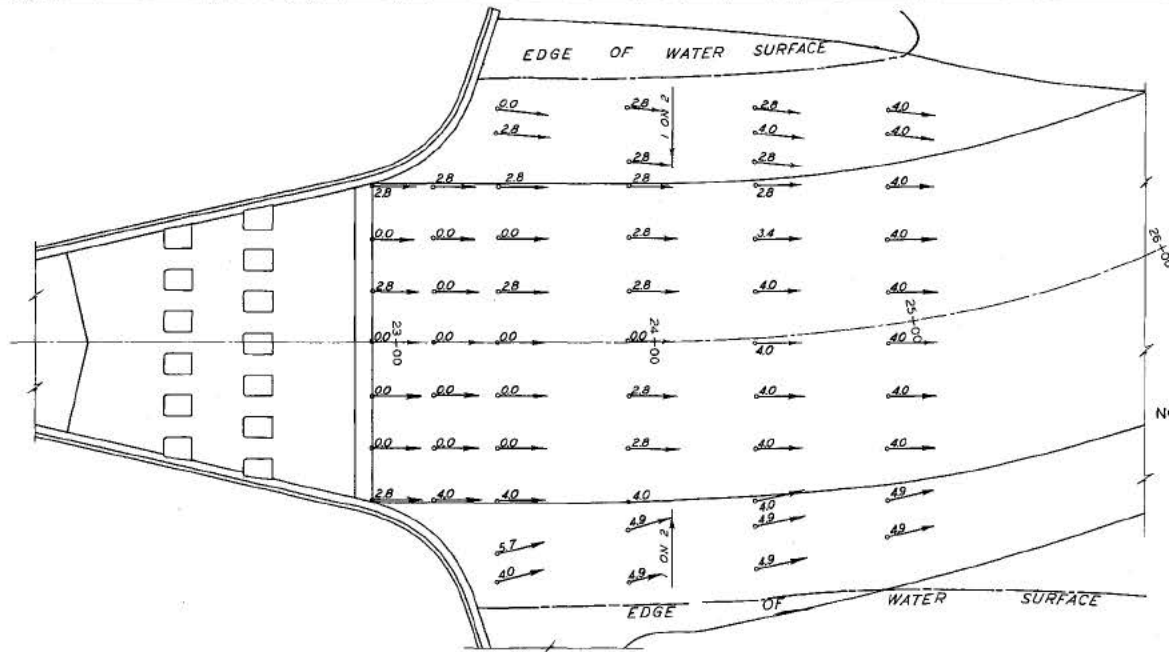 EDGE OF WATER SURFACE
0.0 2.8 2.8 4.0
2.8 4.0 4.0
1 ON 2
2.8 2.8
2.8 2.8 2.8 2.8 2.8 4.0
0.0 0.0 0.0 2.8 3.4 4.0
26+00
2.8 0.0 2.8 2.8 4.0 4.0
23+00
24+00
25+00
0.0 0.0 0.0 0.0 4.0 4.0
0.0 0.0 0.0 2.8 4.0 4.0
0.0 0.0 0.0 2.8 4.0 4.0
2.8 4.0 4.0 4.0 4.0 4.9
4.9 4.9 4.9
1 ON 2
5.7
4.0 4.9 4.9
EDGE OF WATER SURFACE